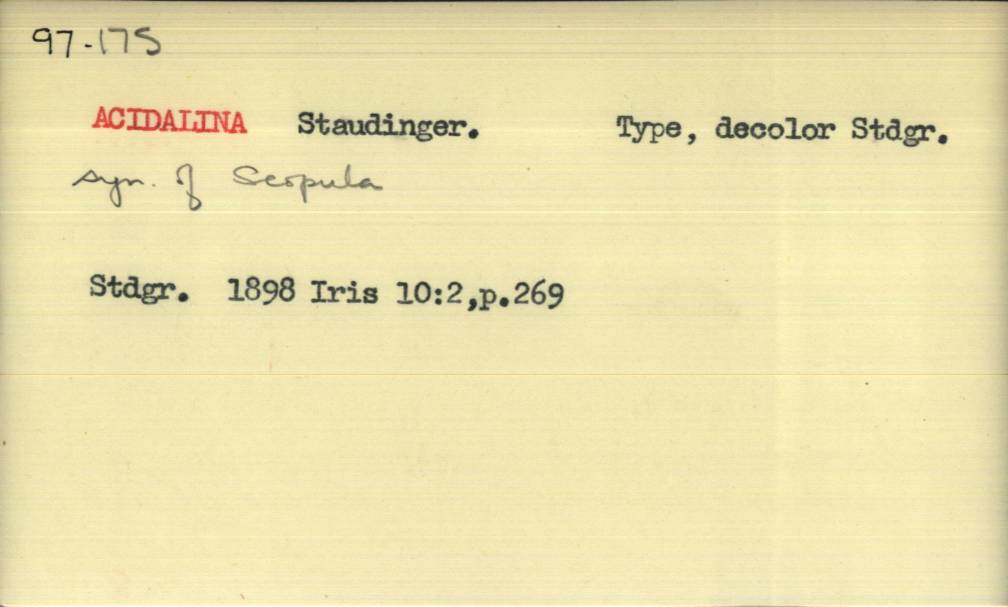 97-175
ACIDALINA Staudinger. Type, decolor Stdgr.
syn. of Scopula
Stdgr. 1898 Iris 10:2,p.269